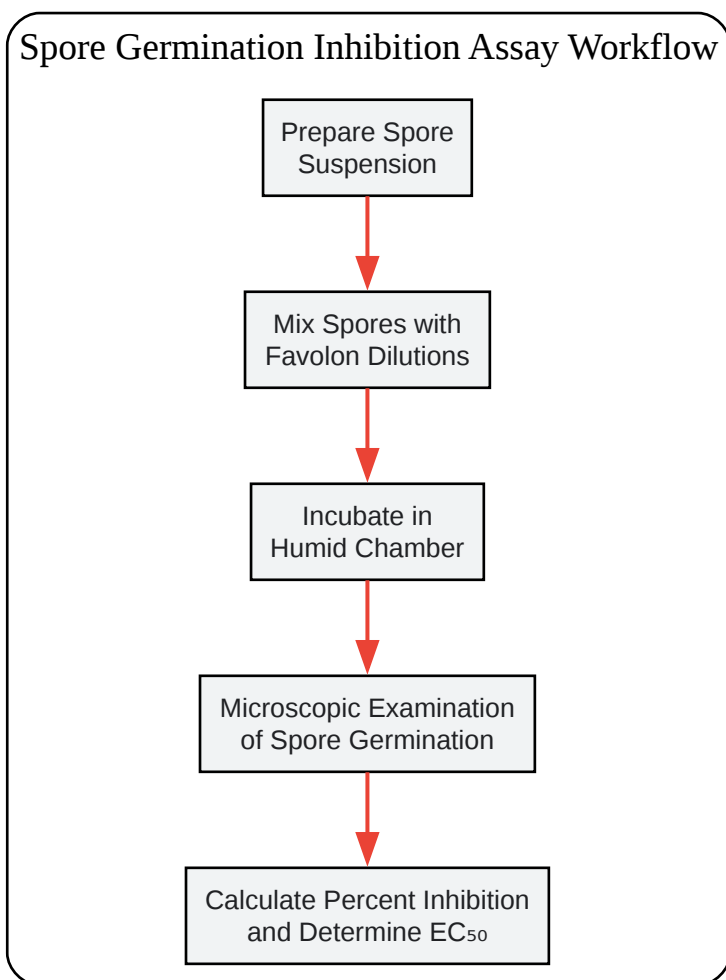 Spore Germination Inhibition Assay Workflow
Prepare Spore
Suspension
Mix Spores with
Favolon Dilutions
Incubate in
Humid Chamber
Microscopic Examination
of Spore Germination
Calculate Percent Inhibition
and Determine EC₅₀